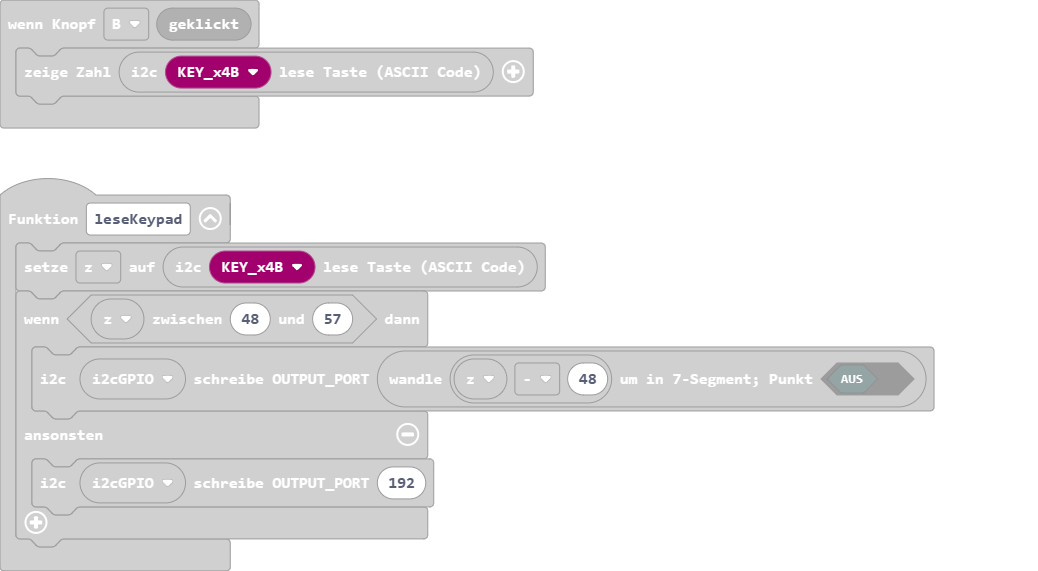 wenn Knopf B geklickt
zeige Zahl i2c KEY_x4B lese Taste (ASCII Code)
Funktion leseKeypad
setze z auf i2c KEY_x4B lese Taste (ASCII Code)
wenn z zwischen 48 und 57 dann
i2c i2cGPIO schreibe OUTPUT_PORT wandle z - 48 um in 7-Segment; Punkt AUS
ansonsten
i2c i2cGPIO schreibe OUTPUT_PORT 192